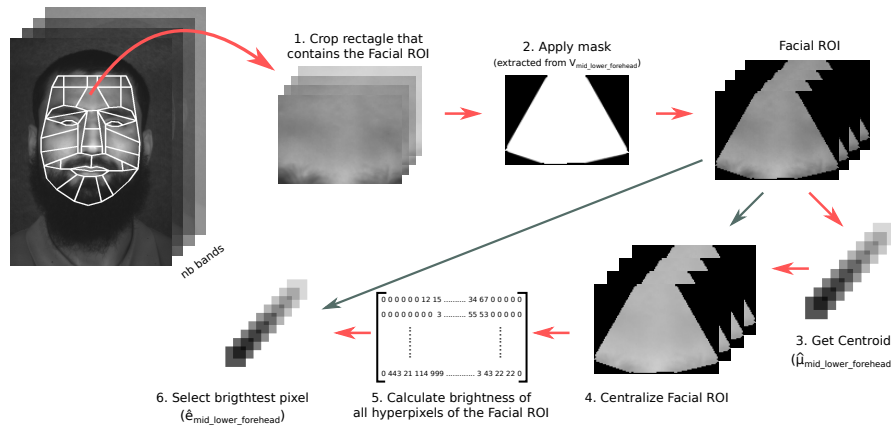 1. Crop rectagle that
contains the Facial ROI
2. Apply mask
(extracted from V_mid_lower_forehead)
Facial ROI
nb bands
3. Get Centroid
(μ̂_mid_lower_forehead
4. Centralize Facial ROI
0 0 0 0 0 0 12 15 ........... 34 67 0 0 0 0 0
0 0 0 0 0 0 0 0 3 ........... 55 53 0 0 0 0 0
0 443 21 114 999 ............. 3 43 22 22 0
5. Calculate brightness of
all hyperpixels of the Facial ROI
6. Select brigthtest pixel
(ê_mid_lower_forehead)